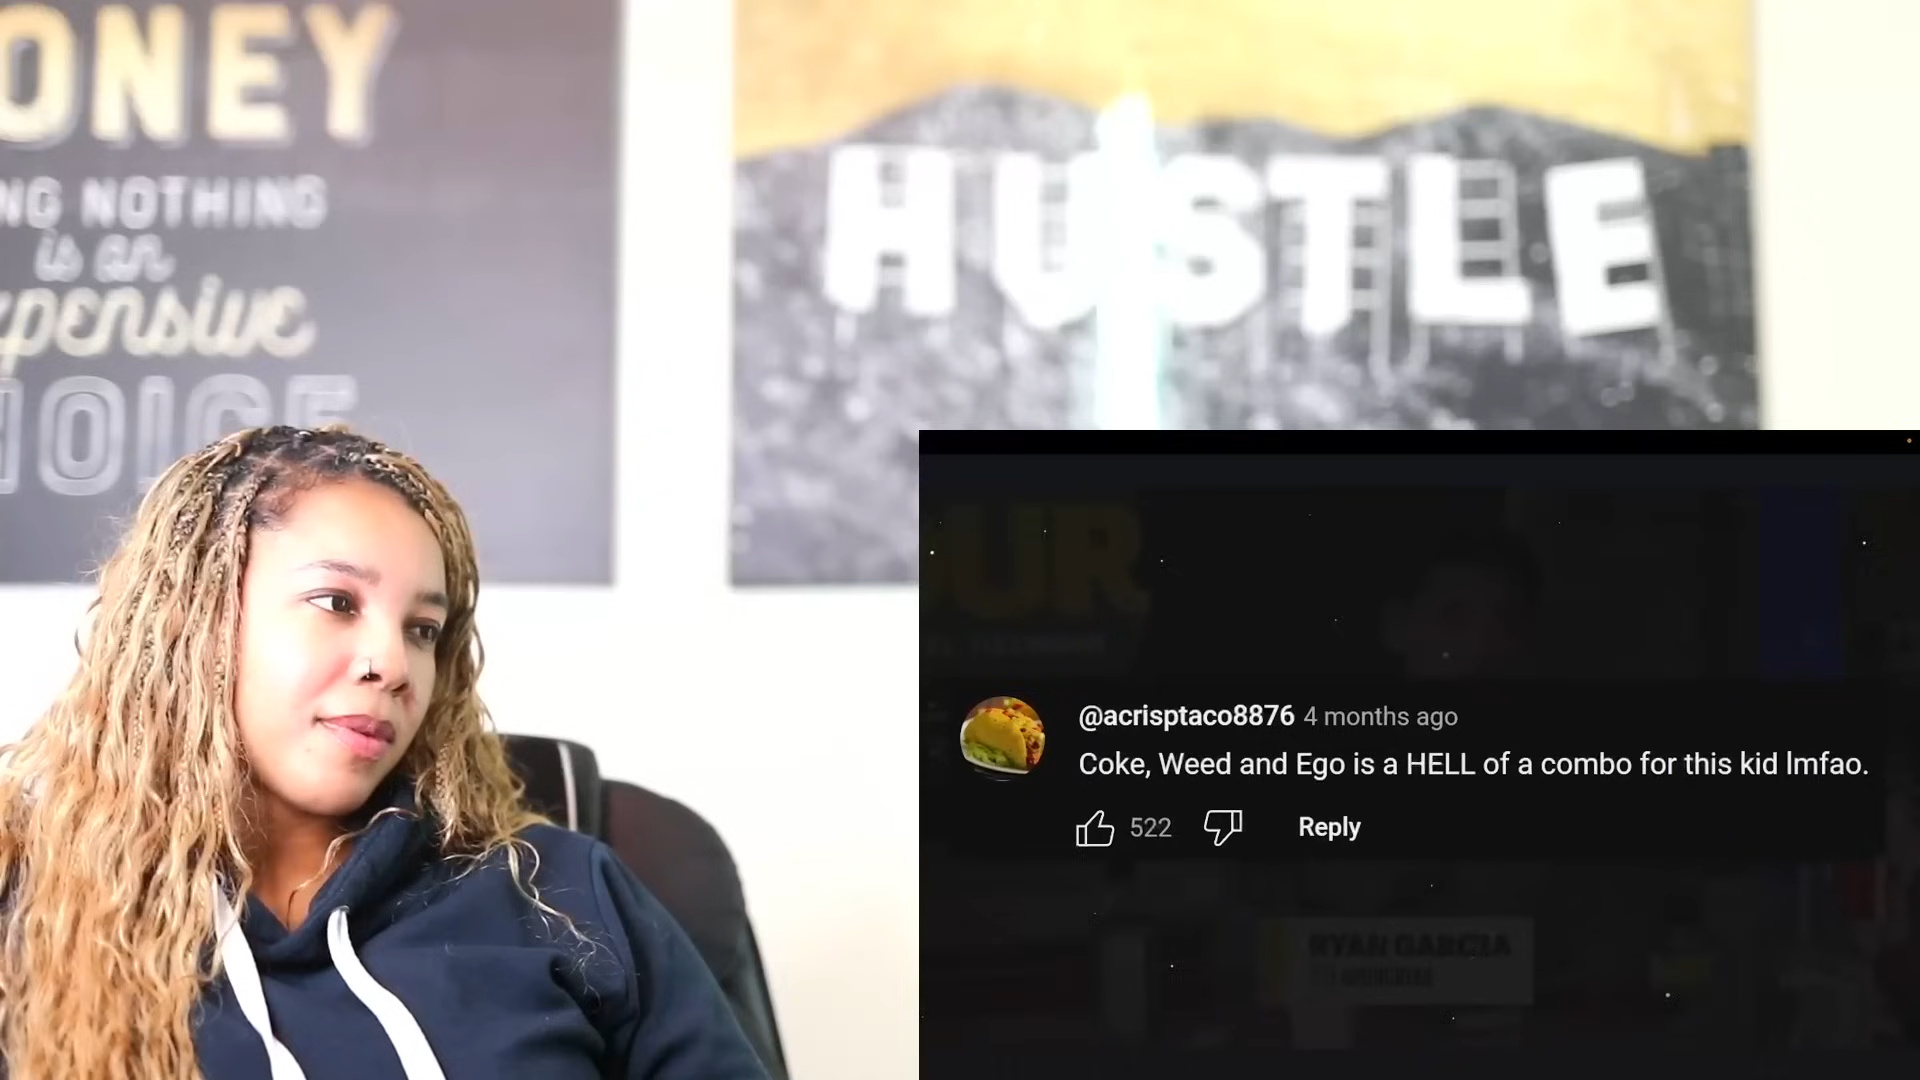 ONEY
NG NOTHING
is an
xpensive
HOICE
HUSTLE
OUR
@acrisptaco8876 4 months ago
Coke, Weed and Ego is a HELL of a combo for this kid lmfao.
522 Reply
RYAN GARCIA